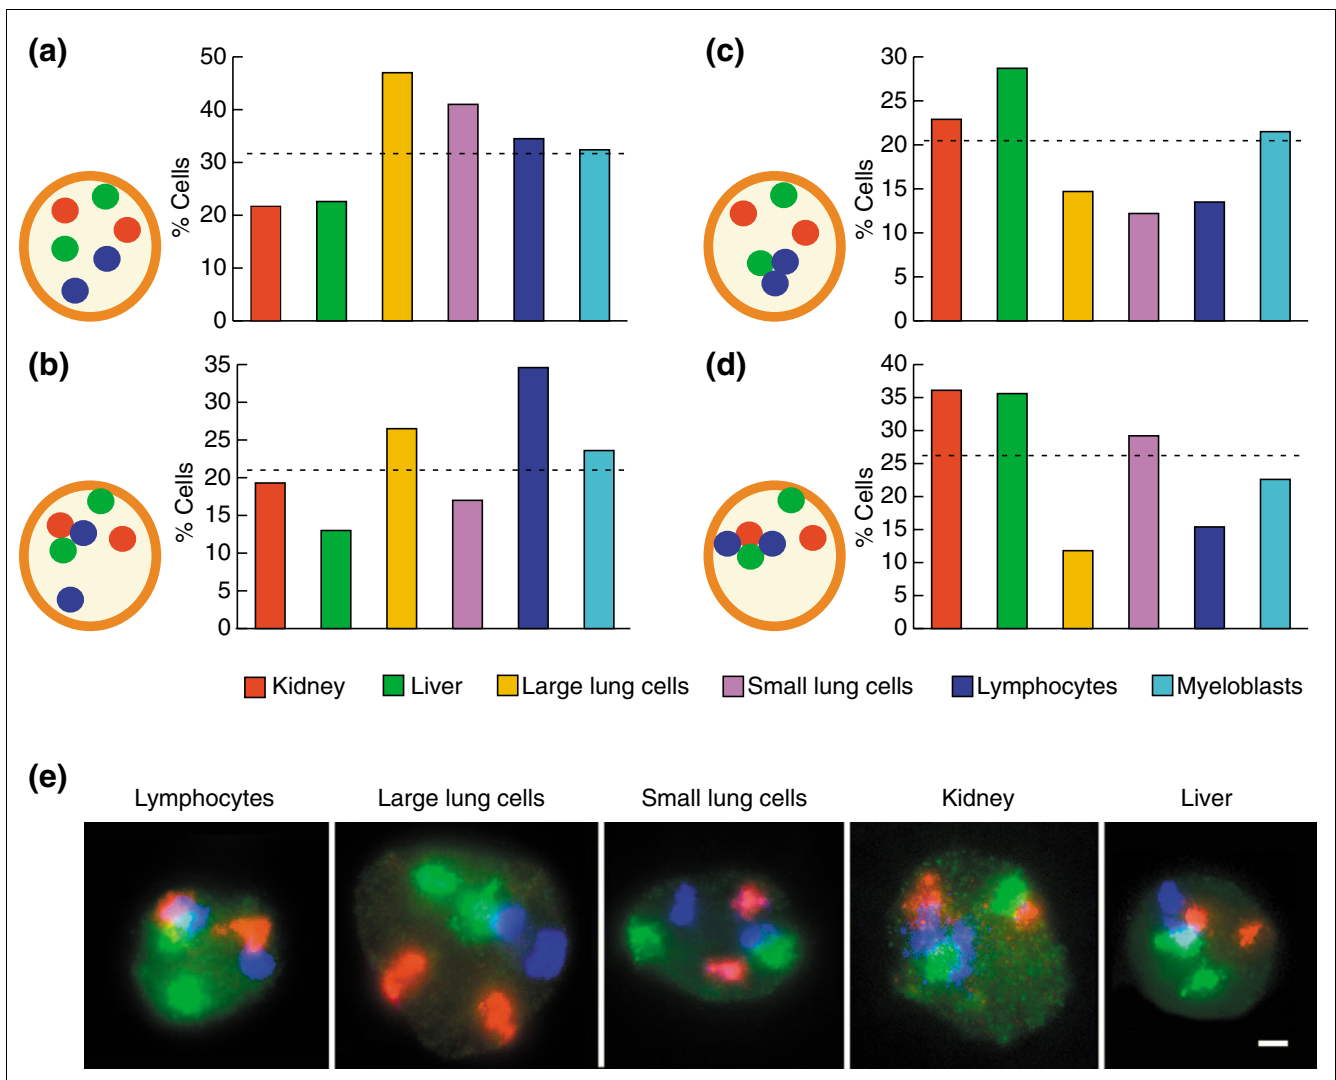 (a)
50
40
30
20
10
0
% Cells
(c)
30
25
20
15
10
5
0
% Cells
(b)
35
30
25
20
15
10
5
0
% Cells
(d)
40
35
30
25
20
15
10
5
0
% Cells
Kidney Liver Large lung cells Small lung cells Lymphocytes Myeloblasts
(e)
Lymphocytes Large lung cells Small lung cells Kidney Liver